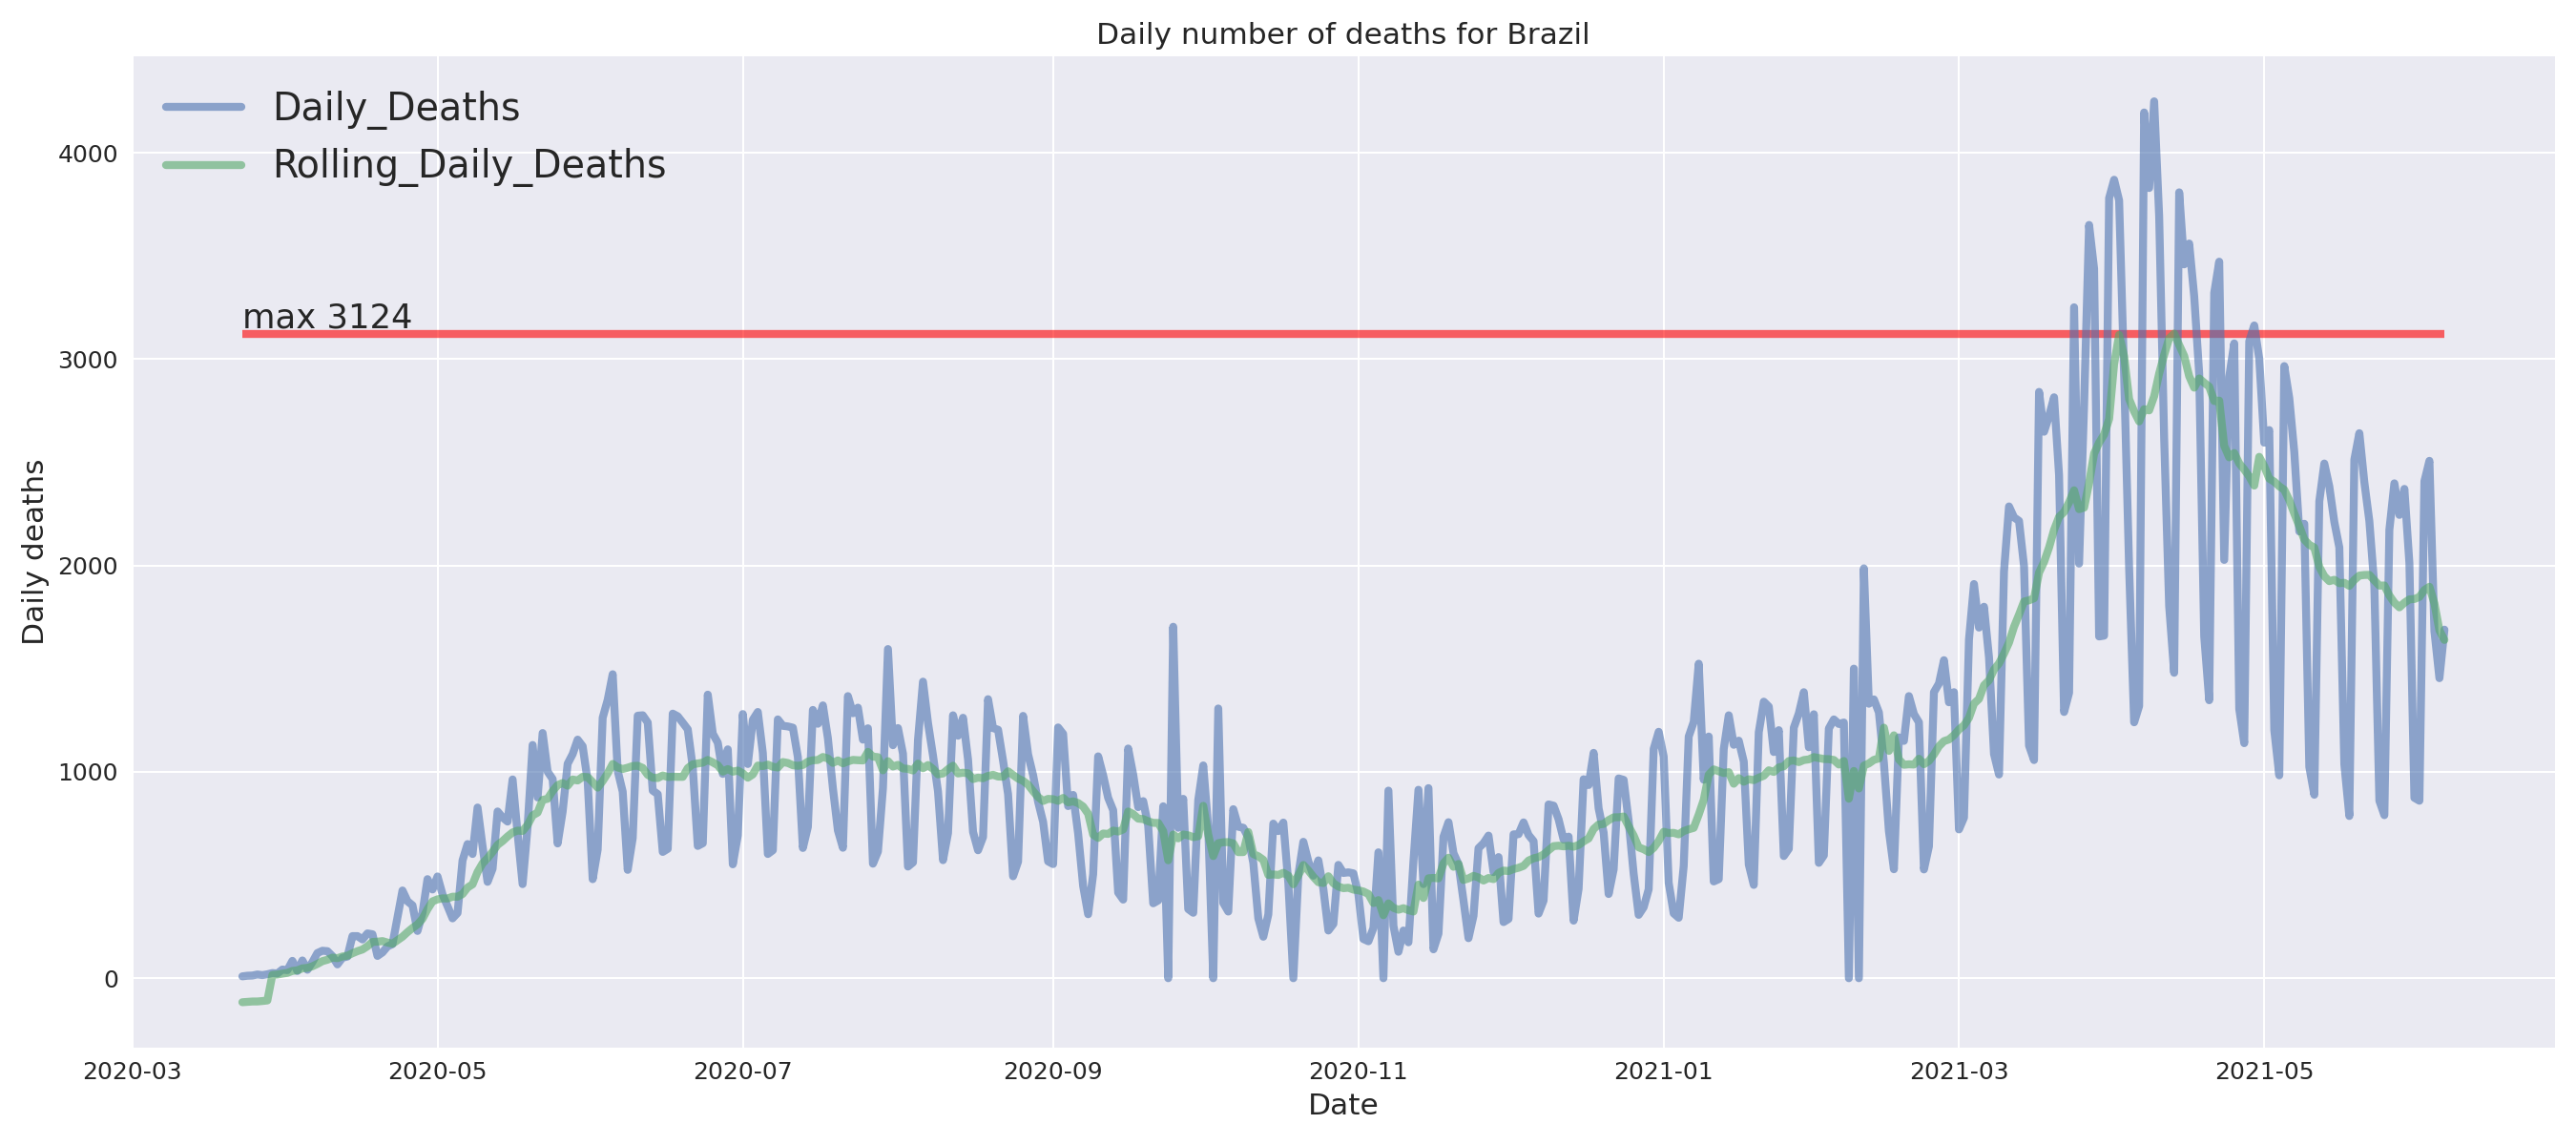 Daily number of deaths for Brazil
Daily_Deaths
Rolling_Daily_Deaths
max 3124
Daily deaths
4000
3000
2000
1000
0
2020-03 2020-05 2020-07 2020-09 2020-11 2021-01 2021-03 2021-05
Date